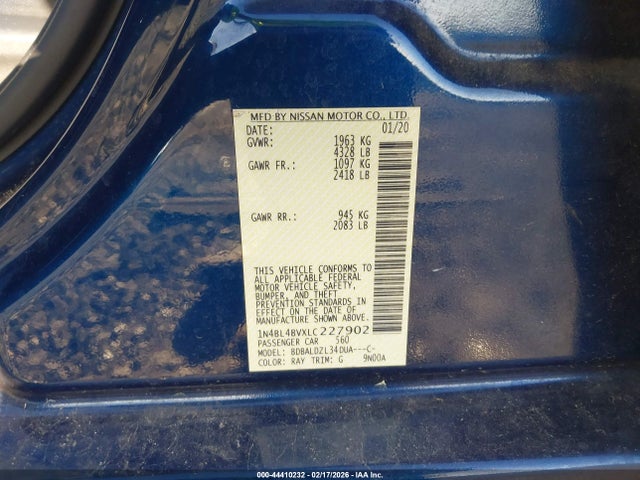 MFD BY NISSAN MOTOR CO., LTD.
DATE: 01/20
GVWR: 1963 KG
4328 LB
GAWR FR.: 1097 KG
2418 LB
GAWR RR.: 945 KG
2083 LB
THIS VEHICLE CONFORMS TO
ALL APPLICABLE FEDERAL
MOTOR VEHICLE SAFETY,
BUMPER, AND THEFT
PREVENTION STANDARDS IN
EFFECT ON THE DATE OF
MANUFACTURE SHOWN ABOVE.
1N4BL4BVXLC227902
PASSENGER CAR 560
MODEL: BDBALDZL34DUA---C-
COLOR: RAY TRIM: G 9N00A
000-44410232 - 02/17/2026 - IAA Inc.